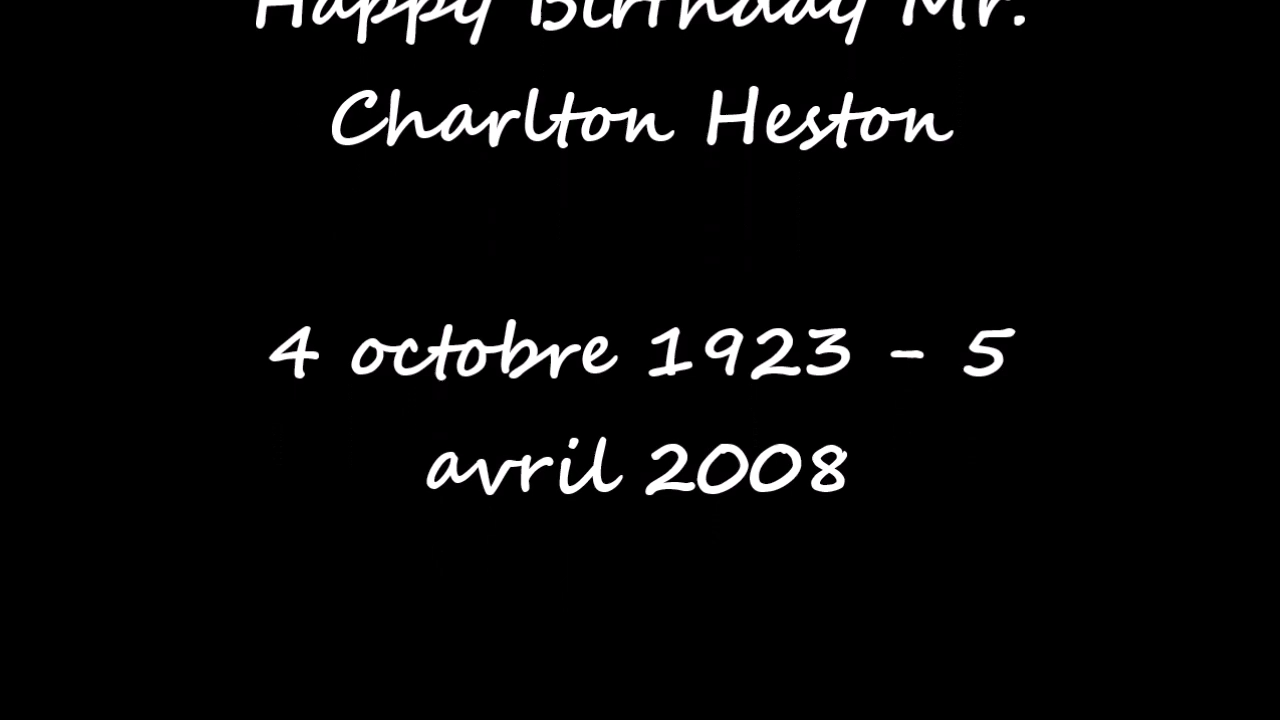 Happy Birthday Mr.
Charlton Heston
4 octobre 1923 - 5
avril 2008